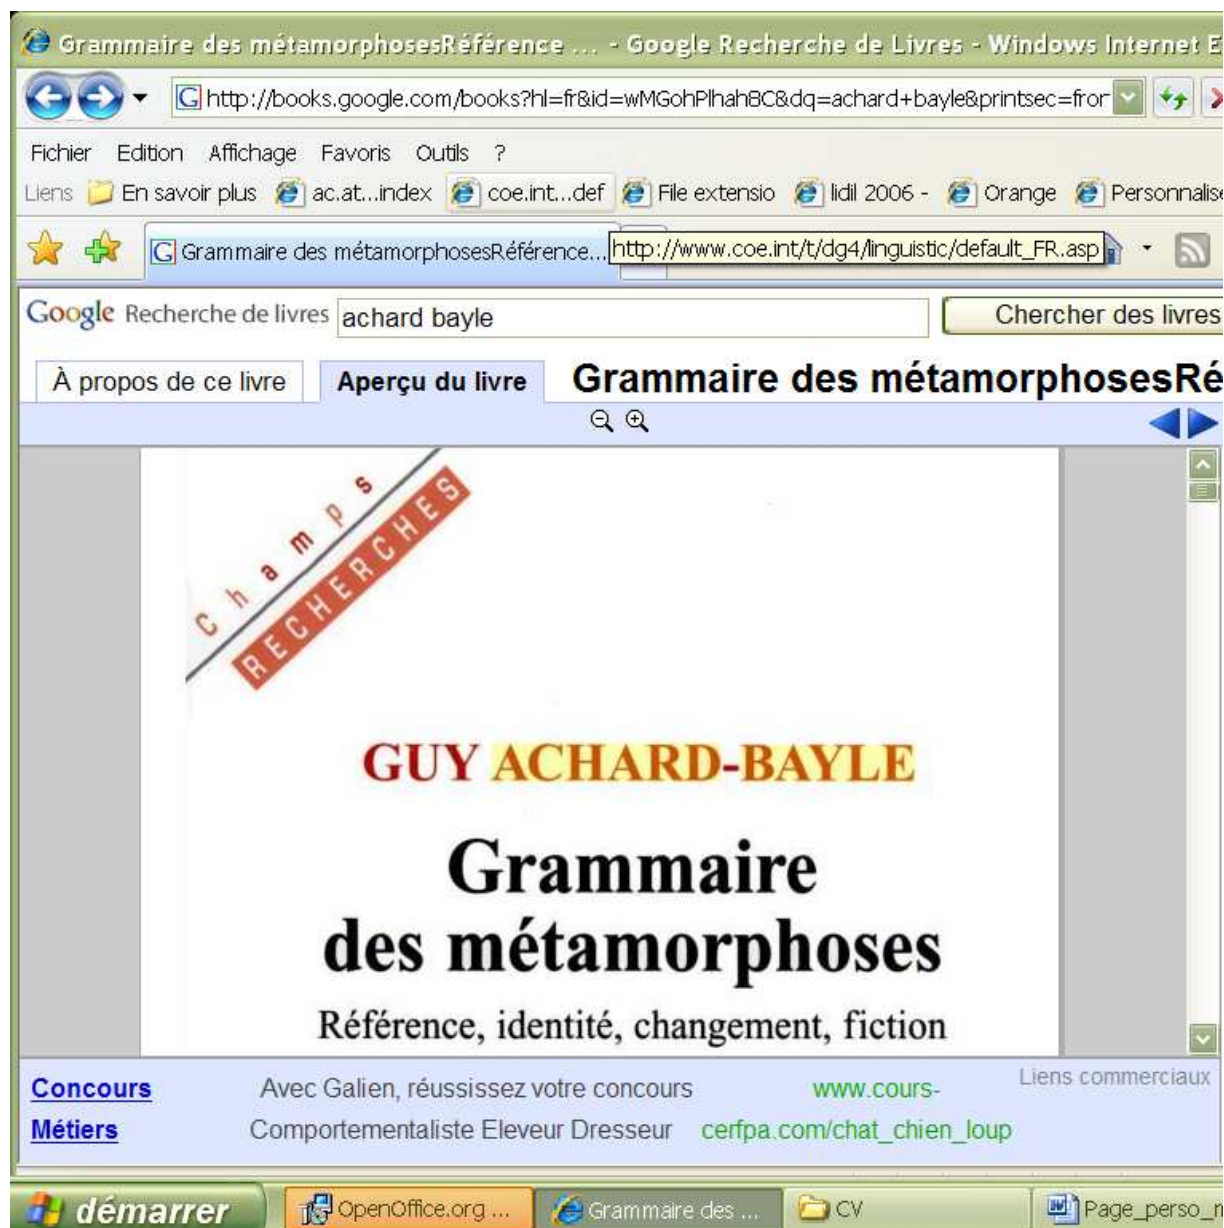 Grammaire des métamorphosesRéférence ... - Google Recherche de Livres - Windows Internet E
http://books.google.com/books?hl=fr&id=wMGohPlhah8C&dq=achard+bayle&printsec=fror
Fichier Edition Affichage Favoris Outils ?
Liens En savoir plus ac.at...index coe.int...def File extensio lidil 2006 - Orange Personnalise
Grammaire des métamorphosesRéférence... http://www.coe.int/t/dg4/linguistic/default_FR.asp
Google Recherche de livres achard bayle Chercher des livres
À propos de ce livre Aperçu du livre Grammaire des métamorphosesRé
Champs
RECHERCHES
GUY ACHARD-BAYLE
Grammaire
des métamorphoses
Référence, identité, changement, fiction
Concours Avec Galien, réussissez votre concours www.cours- Liens commerciaux
Métiers Comportementaliste Eleveur Dresseur cerfpa.com/chat_chien_loup
démarrer OpenOffice.org ... Grammaire des ... CV Page_perso_n